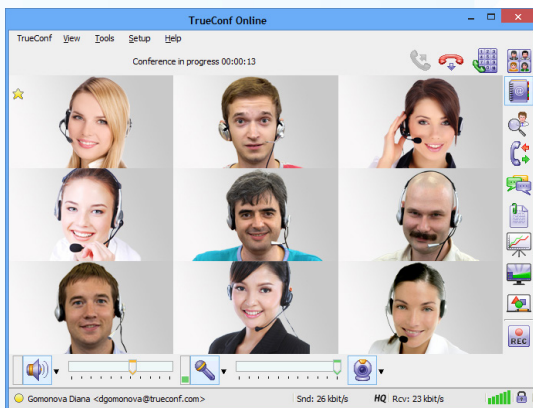 TrueConf Online
TrueConf View Tools Setup Help
Conference in progress 00:00:13
REC
Gomonova Diana <dgomonova@trueconf.com> Snd: 26 kbit/s HQ Rcv: 23 kbit/s